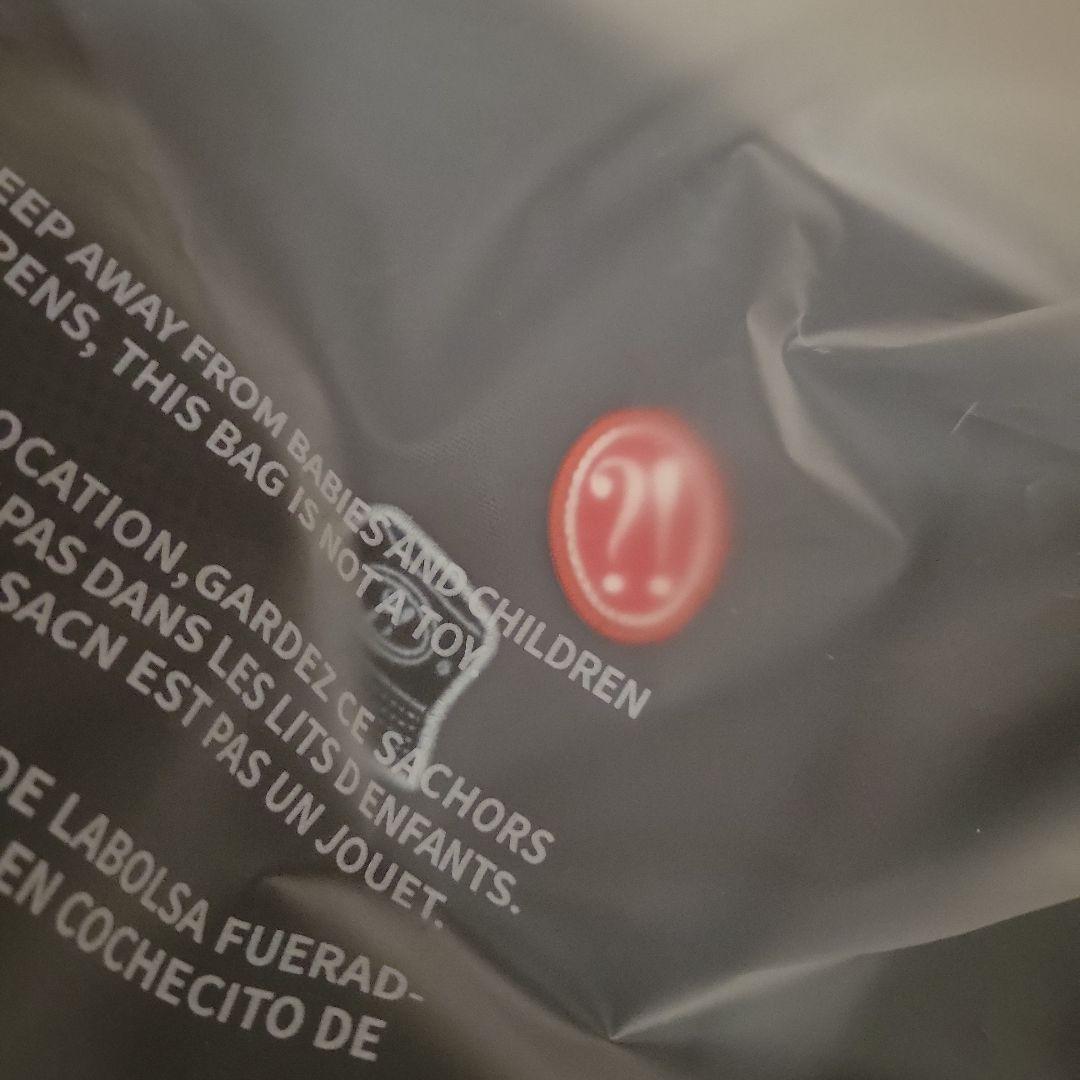 EEP AWAY FROM BABIES AND CHILDREN
PENS, THIS BAG IS NOT A TOY.
OCATION, GARDEZ CE SACHORS
PAS DANS LES LITS D ENFANTS.
SACN EST PAS UN JOUET.
DE LABOLSA FUERAD-
EN COCHECITO DE
?!